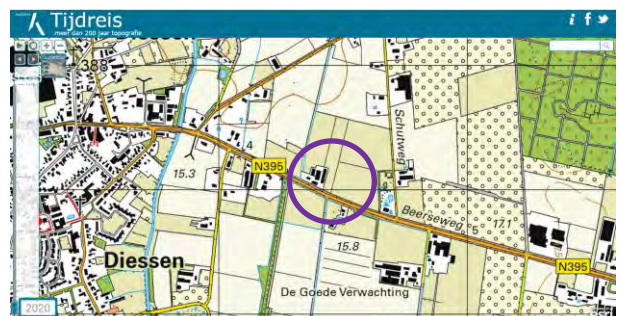 Tijdreis
meer dan 200 jaar topografie
388
N395
15.3
4
Schutweg
Beerseweg
5
17.1
N395
15.8
Diessen
De Goede Verwachting
2020